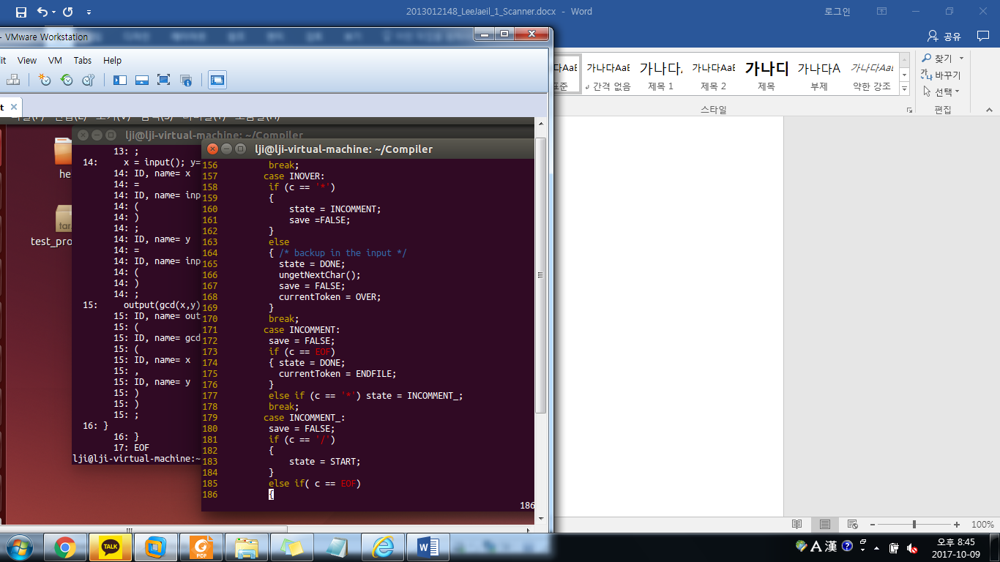 2013012148_LeeJaeil_1_Scanner.docx - Word
로그인
- VMware Workstation
공유
it View VM Tabs Help
가나다AaE 가나다. 가나다AaE 가나디 가나다A 가나다Aa
표준 ↲ 간격 없음 제목 1 제목 2 제목 부제 약한 강조
스타일
찾기
바꾸기
선택
편집
t ×
lji@lji-virtual-machine: ~/Compiler
13: ;
14: x = input(); y=
14: ID, name= x
14: =
14: ID, name= inp
14: (
14: )
14: ;
14: ID, name= y
14: =
14: ID, name= inp
14: (
14: )
14: ;
15: output(gcd(x,y)
15: ID, name= out
15: (
15: ID, name= gcd
15: (
15: ID, name= x
15: ,
15: ID, name= y
15: )
15: )
15: ;
16: }
16: }
17: EOF
lji@lji-virtual-machine:~
he
tar
test_pro
lji@lji-virtual-machine: ~/Compiler
156 break;
157 case INOVER:
158 if (c == '*')
159 {
160 state = INCOMMENT;
161 save =FALSE;
162 }
163 else
164 { /* backup in the input */
165 state = DONE;
166 ungetNextChar();
167 save = FALSE;
168 currentToken = OVER;
169 }
170 break;
171 case INCOMMENT:
172 save = FALSE;
173 if (c == EOF)
174 { state = DONE;
175 currentToken = ENDFILE;
176 }
177 else if (c == '*') state = INCOMMENT_;
178 break;
179 case INCOMMENT_:
180 save = FALSE;
181 if (c == '/')
182 {
183 state = START;
184 }
185 else if( c == EOF)
186 {
186
100%
TALK
PDF
A 漢
오후 8:45
2017-10-09